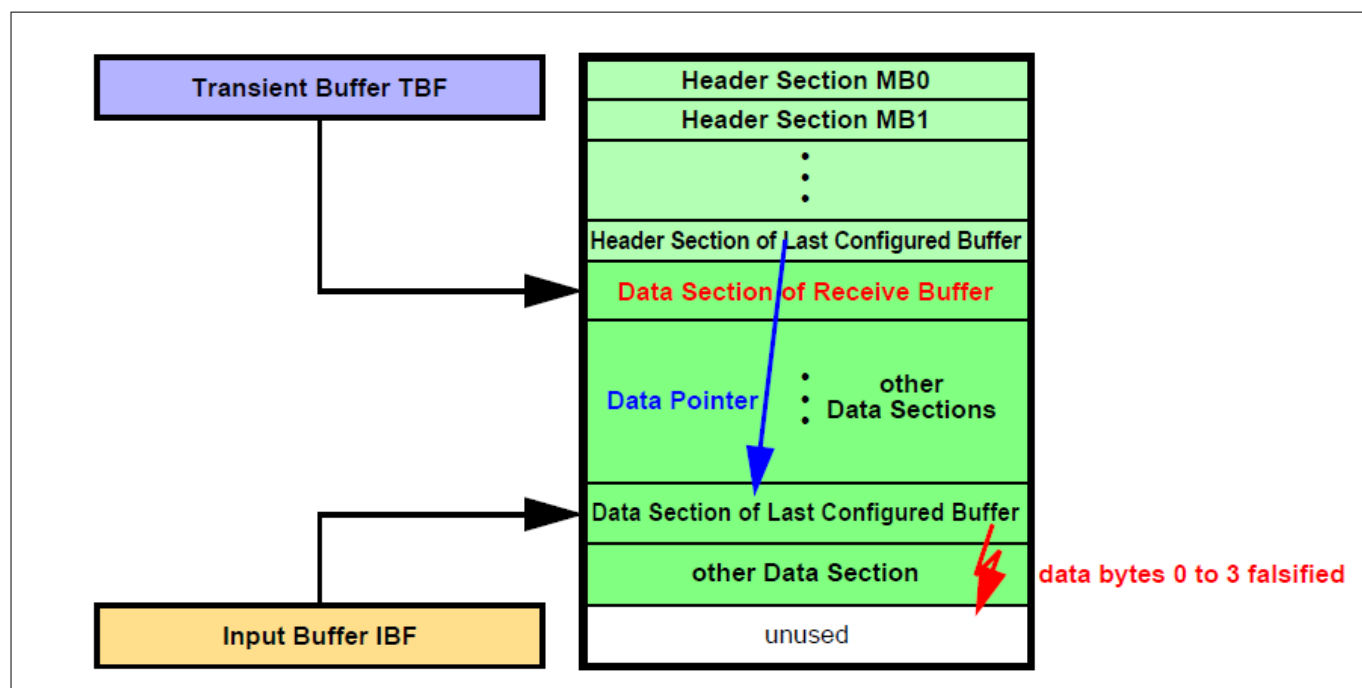 Transient Buffer TBF
Header Section MB0
Header Section MB1
Header Section of Last Configured Buffer
Data Section of Receive Buffer
Data Pointer
other
Data Sections
Data Section of Last Configured Buffer
other Data Section
data bytes 0 to 3 falsified
Input Buffer IBF
unused